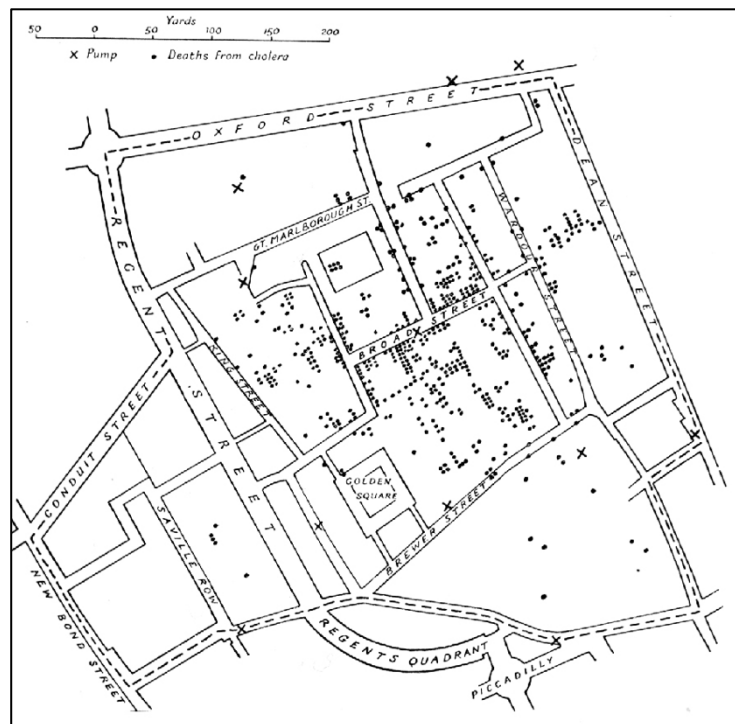 Yards
50 0 50 100 150 200
x Pump • Deaths from cholera
OXFORD STREET
DEAN STREET
REGENT STREET
GT. MARLBOROUGH ST.
WARDOUR STREET
BROAD STREET
KING STREET
CONDUIT STREET
GOLDEN
SQUARE
SAVILLE ROW
BREWER STREET
NEW BOND STREET
REGENTS QUADRANT
PICCADILLY